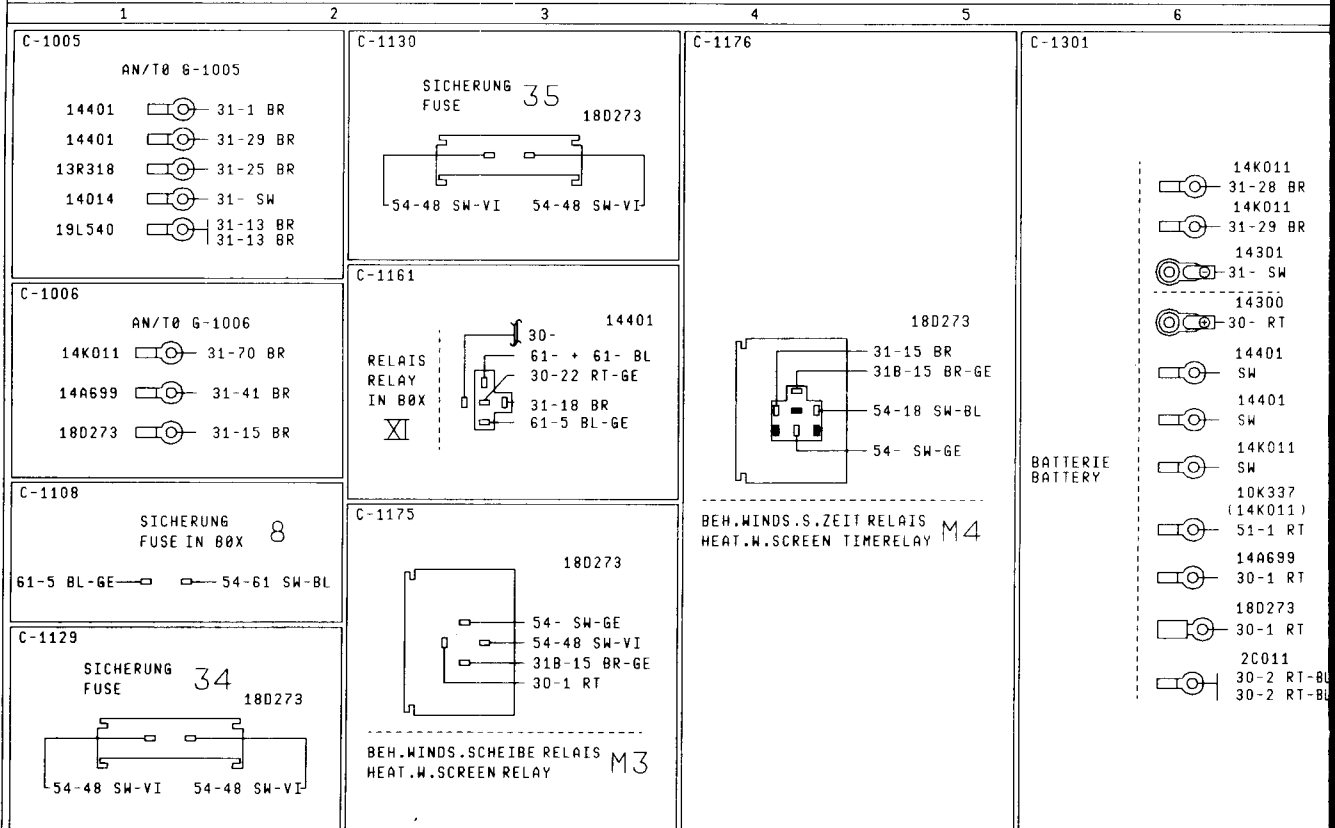 1 2 3 4 5 6
C-1005
AN/TO G-1005
14401 31-1 BR
14401 31-29 BR
13R318 31-25 BR
14014 31- SW
19L540 31-13 BR
31-13 BR
C-1006
AN/TO G-1006
14K011 31-70 BR
14A699 31-41 BR
18D273 31-15 BR
C-1108
SICHERUNG
FUSE IN BOX 8
61-5 BL-GE 54-61 SW-BL
C-1129
SICHERUNG
FUSE 34
18D273
54-48 SW-VI 54-48 SW-VI
C-1130
SICHERUNG
FUSE 35
18D273
54-48 SW-VI 54-48 SW-VI
C-1161
14401
RELAIS
RELAY
IN BOX
XI
30-
61- + 61- BL
30-22 RT-GE
31-18 BR
61-5 BL-GE
C-1175
18D273
54- SW-GE
54-48 SW-VI
31B-15 BR-GE
30-1 RT
BEH.WINDS.SCHEIBE RELAIS
HEAT.W.SCREEN RELAY M3
C-1176
18D273
31-15 BR
31B-15 BR-GE
54-18 SW-BL
54- SW-GE
BEH.WINDS.S.ZEIT RELAIS
HEAT.W.SCREEN TIMERELAY M4
C-1301
BATTERIE
BATTERY
14K011
31-28 BR
14K011
31-29 BR
14301
31- SW
14300
30- RT
14401
SW
14401
SW
14K011
SW
10K337
(14K011)
51-1 RT
14A699
30-1 RT
18D273
30-1 RT
2C011
30-2 RT-BL
30-2 RT-BL